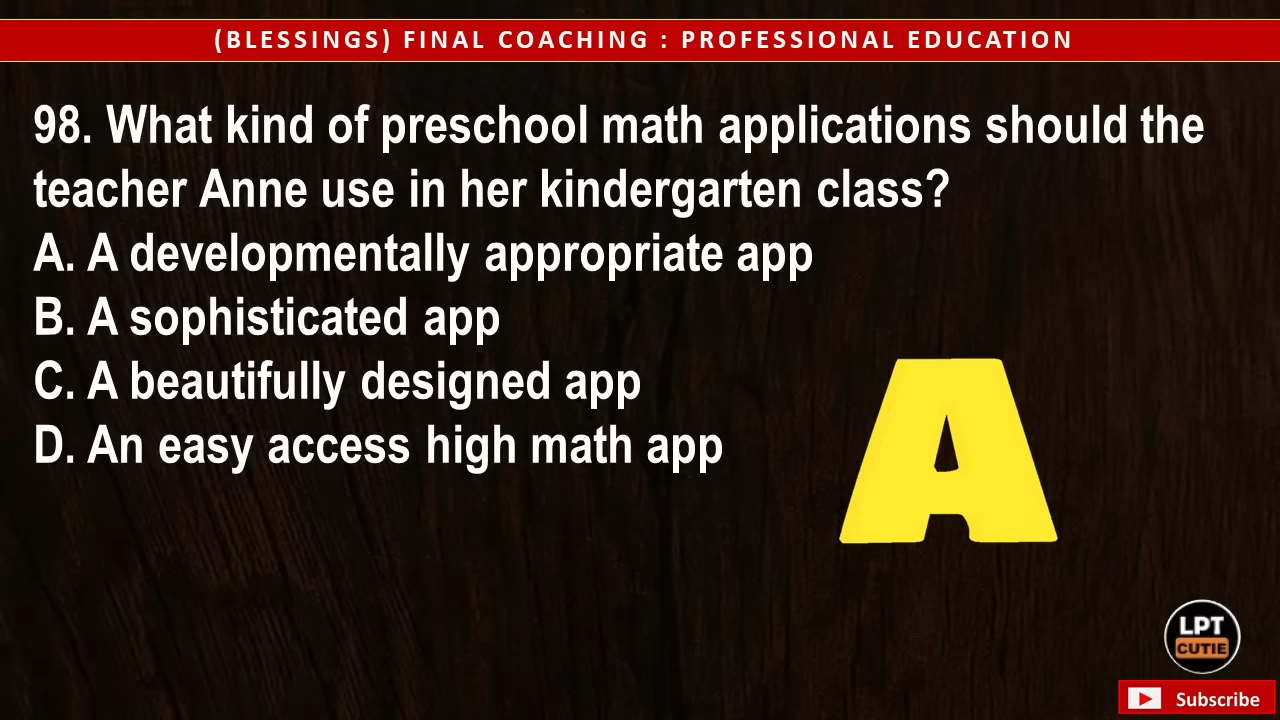 (BLESSINGS) FINAL COACHING : PROFESSIONAL EDUCATION
98. What kind of preschool math applications should the
teacher Anne use in her kindergarten class?
A. A developmentally appropriate app
B. A sophisticated app
C. A beautifully designed app
D. An easy access high math app
A
LPT
CUTIE
Subscribe